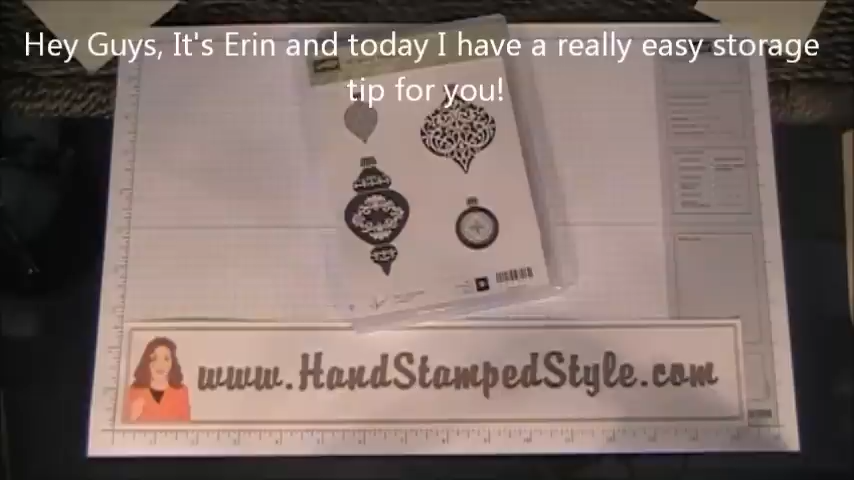 Hey Guys, It's Erin and today I have a really easy storage
tip for you!
www.HandStampedStyle.com